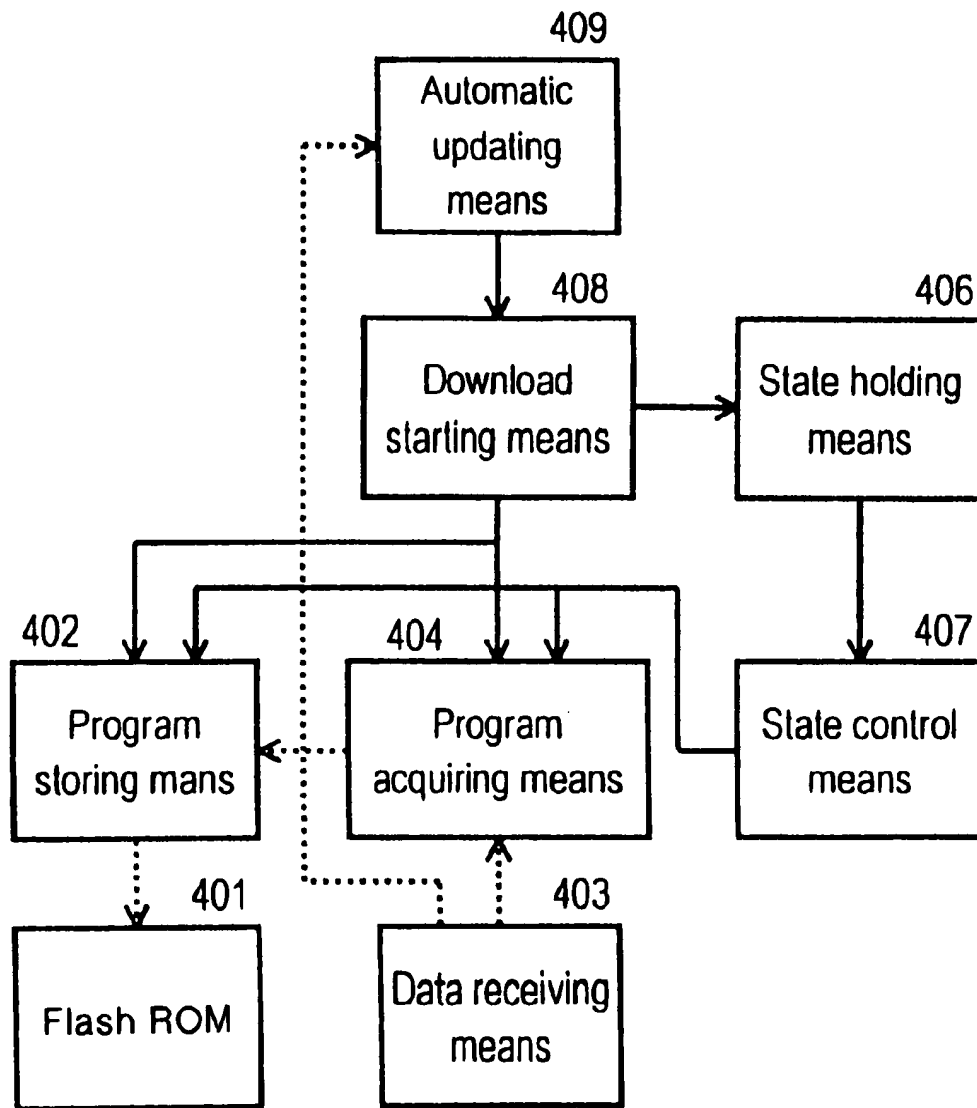 409
Automatic
updating
means
408
Download
starting means
406
State holding
means
402
Program
storing mans
404
Program
acquiring means
407
State control
means
401
Flash ROM
403
Data receiving
means